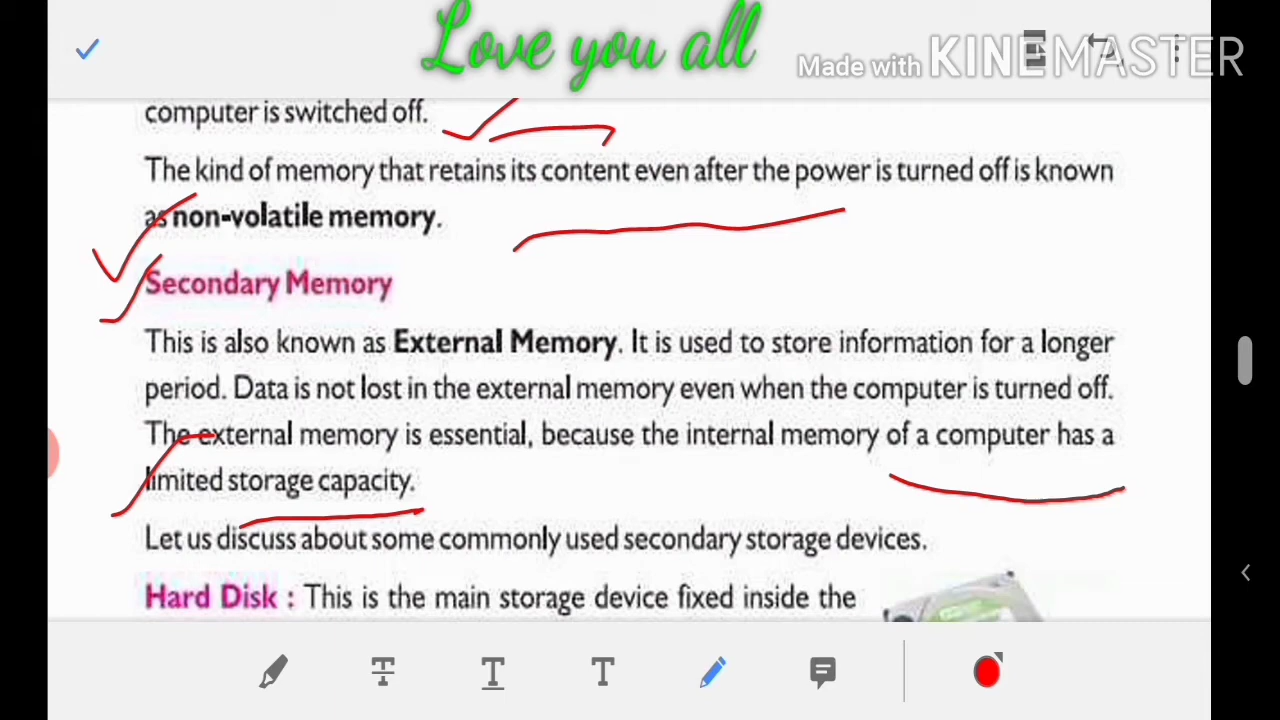 Love you all
Made with KINEMASTER
computer is switched off.
The kind of memory that retains its content even after the power is turned off is known
as non-volatile memory.
Secondary Memory
This is also known as External Memory. It is used to store information for a longer
period. Data is not lost in the external memory even when the computer is turned off.
The external memory is essential, because the internal memory of a computer has a
limited storage capacity.
Let us discuss about some commonly used secondary storage devices.
Hard Disk : This is the main storage device fixed inside the
T T T